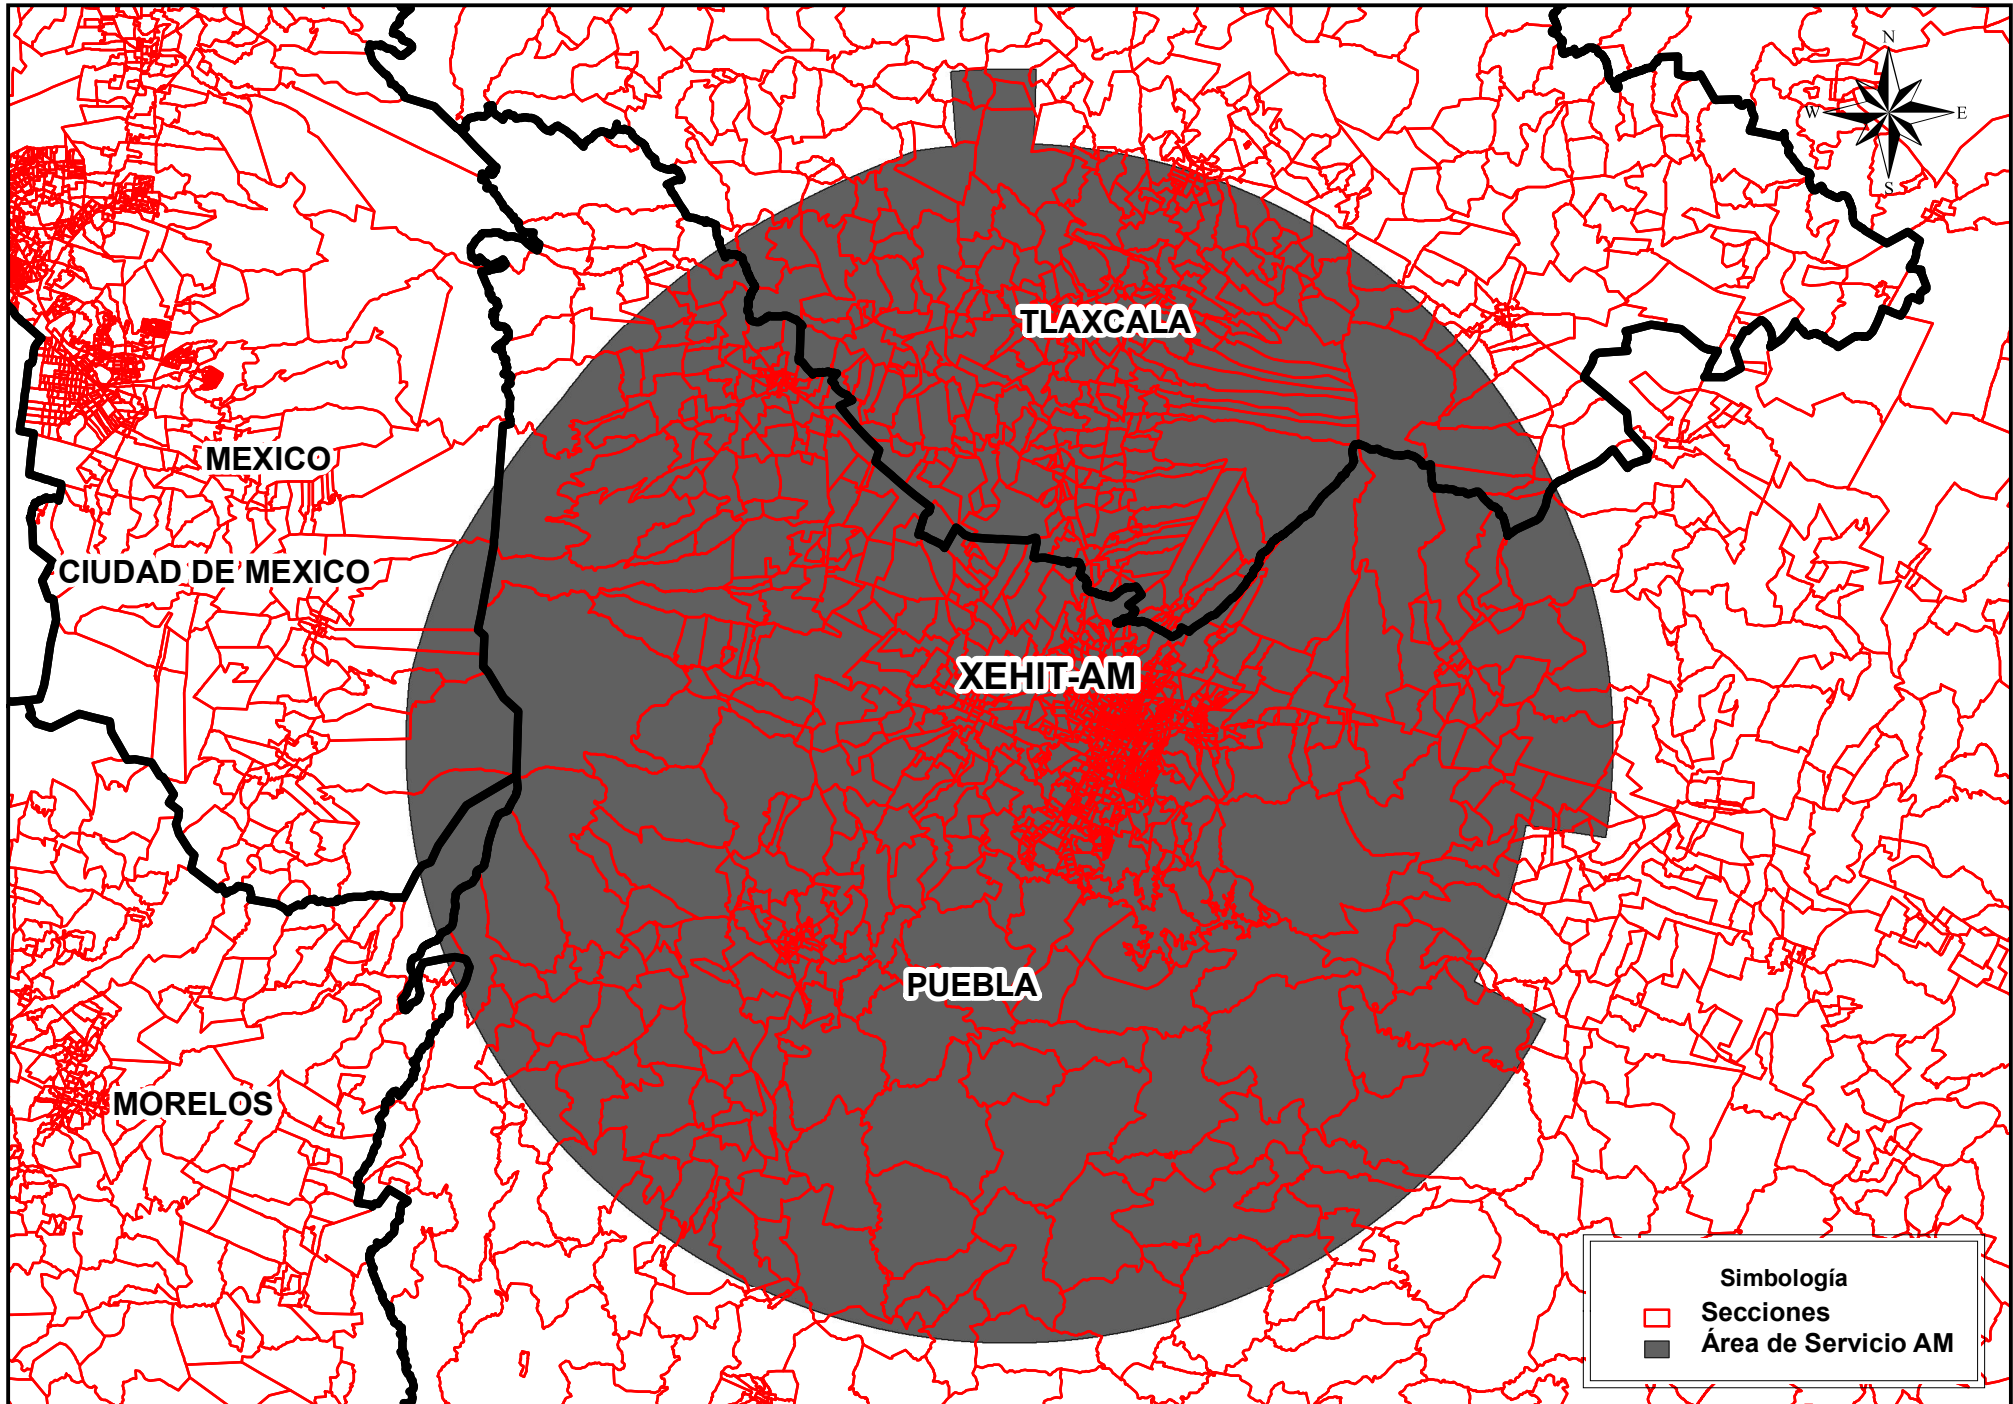 N
W
E
S
TLAXCALA
MEXICO
CIUDAD DE MEXICO
XEHIT-AM
PUEBLA
MORELOS
Simbología
Secciones
Área de Servicio AM